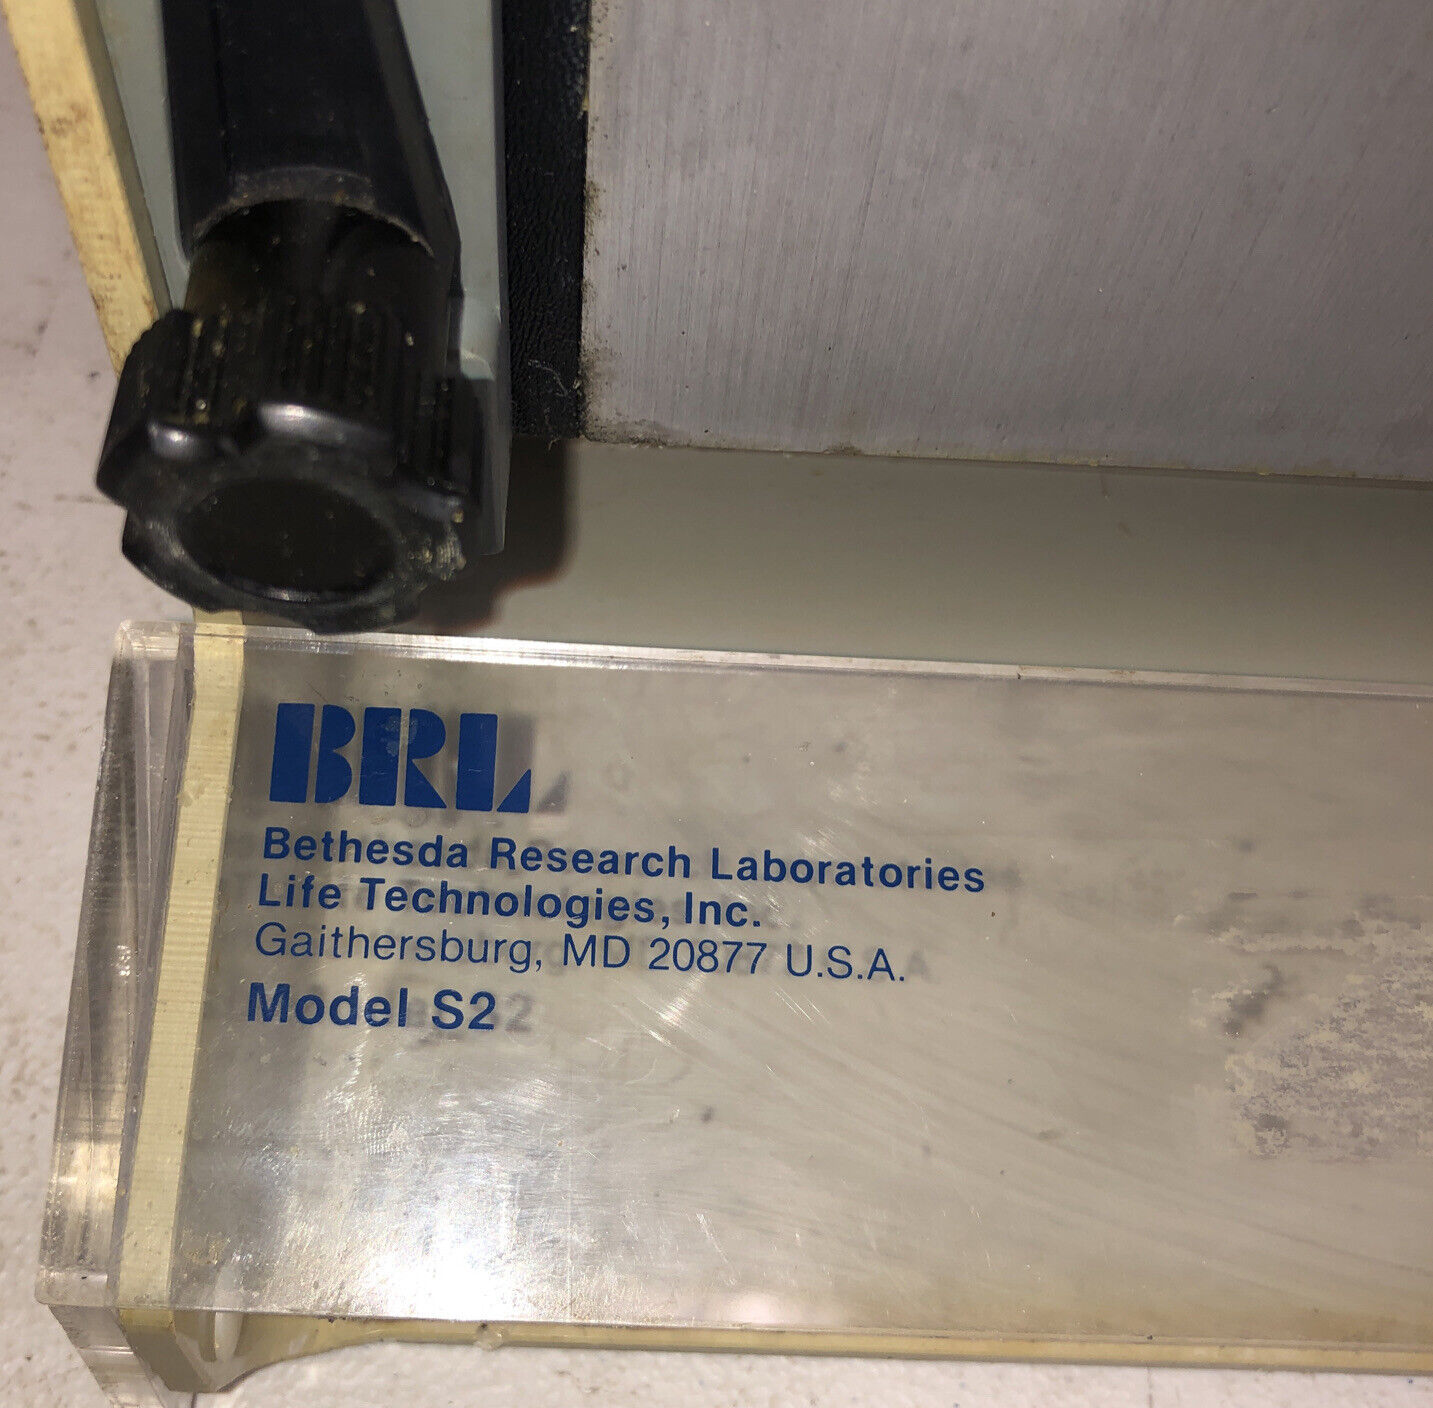 BRL
Bethesda Research Laboratories
Life Technologies, Inc.
Gaithersburg, MD 20877 U.S.A.
Model S2